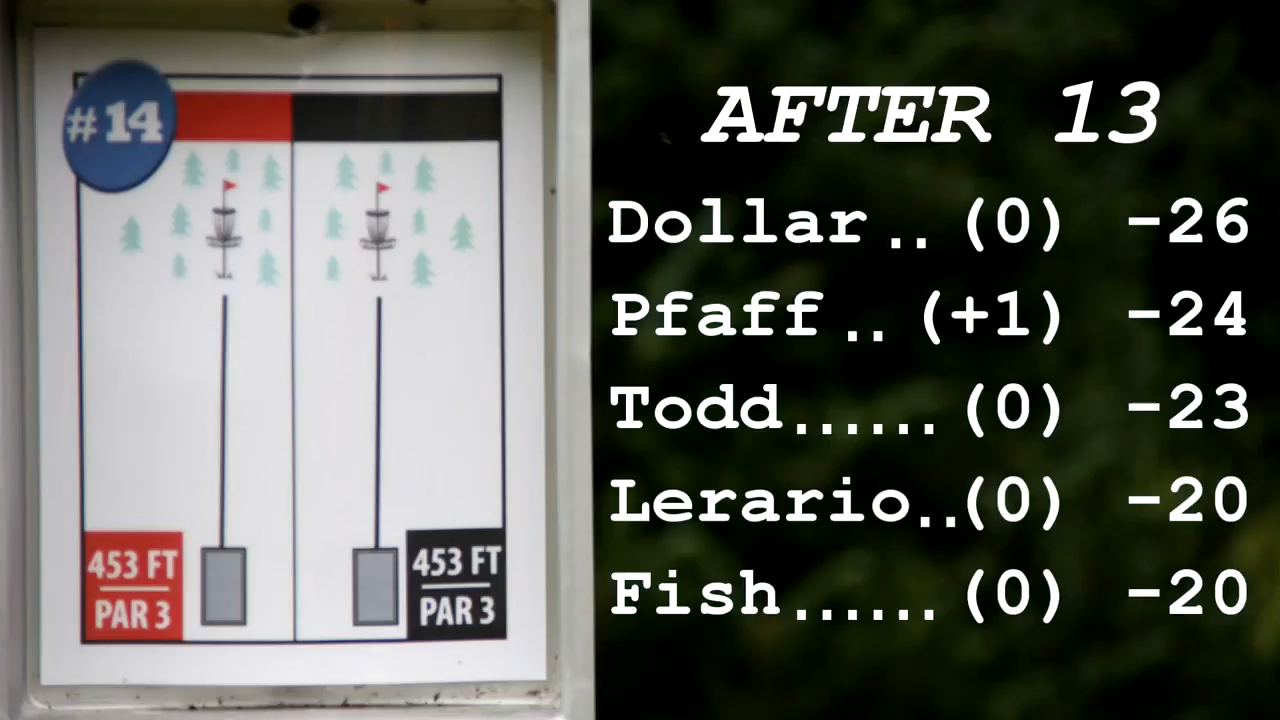 #14
453 FT
PAR 3
453 FT
PAR 3
AFTER 13
Dollar..(0) -26
Pfaff..(+1) -24
Todd......(0) -23
Lerario..(0) -20
Fish......(0) -20